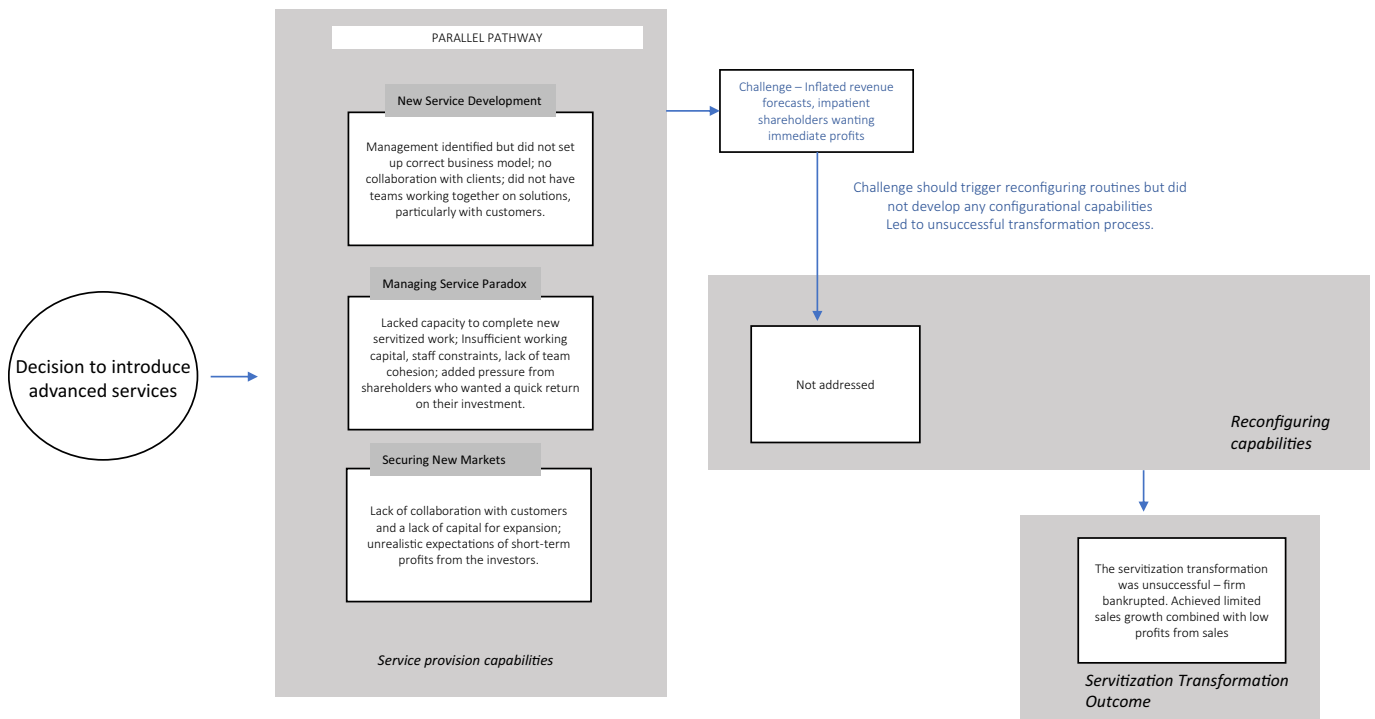 Decision to introduce
advanced services
PARALLEL PATHWAY
New Service Development
Management identified but did not set
up correct business model; no
collaboration with clients; did not have
teams working together on solutions,
particularly with customers.
Managing Service Paradox
Lacked capacity to complete new
servitized work; Insufficient working
capital, staff constraints, lack of team
cohesion; added pressure from
shareholders who wanted a quick return
on their investment.
Securing New Markets
Lack of collaboration with customers
and a lack of capital for expansion;
unrealistic expectations of short-term
profits from the investors.
Service provision capabilities
Challenge – Inflated revenue
forecasts, impatient
shareholders wanting
immediate profits
Challenge should trigger reconfiguring routines but did
not develop any configurational capabilities
Led to unsuccessful transformation process.
Not addressed
Reconfiguring
capabilities
The servitization transformation
was unsuccessful – firm
bankrupted. Achieved limited
sales growth combined with low
profits from sales
Servitization Transformation
Outcome